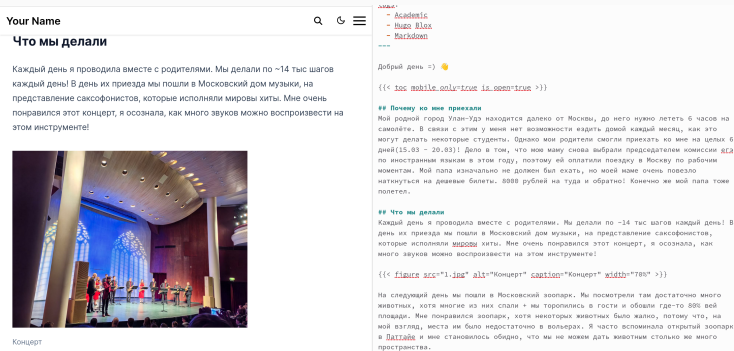 Your Name
Что мы делали
Каждый день я проводила вместе с родителями. Мы делали по ~14 тыс шагов
каждый день! В день их приезда мы пошли в Московский дом музыки, на
представление саксофонистов, которые исполняли мировы хиты. Мне очень
понравился этот концерт, я осознала, как много звуков можно воспроизвести на
этом инструменте!
Концерт
- Academic
- Hugo Blox
- Markdown
---
Добрый день =) 👋
{{< toc mobile_only=true is_open=true >}}
## Почему ко мне приехали
Мой родной город Улан-Удэ находится далеко от Москвы, до него нужно лететь 6 часов на
самолёте. В связи с этим у меня нет возможности ездить домой каждый месяц, как это
могут делать некоторые студенты. Однако мои родители смогли приехать ко мне на целых 6
дней(15.03 - 20.03)! Дело в том, что мою маму снова выбрали председателем комиссии егэ
по иностранным языкам в этом году, поэтому ей оплатили поездку в Москву по рабочим
моментам. Мой папа изначально не должен был ехать, но моей маме очень повезло
наткнуться на дешевые билеты. 8000 рублей на туда и обратно! Конечно же мой папа тоже
полетел.
## Что мы делали
Каждый день я проводила вместе с родителями. Мы делали по ~14 тыс шагов каждый день! В
день их приезда мы пошли в Московский дом музыки, на представление саксофонистов,
которые исполняли мировы хиты. Мне очень понравился этот концерт, я осознала, как
много звуков можно воспроизвести на этом инструменте!
{{< figure src="1.jpg" alt="Концерт" caption="Концерт" width="70%" >}}
На следующий день мы пошли в Московский зоопарк. Мы посмотрели там достаточно много
животных, хотя многие из них спали + мы торопились в гости и обошли где-то 80% вей
площади. Мне понравился зоопарк, хотя некоторых животных было жалко, потому что, на
мой взгляд, места им было недостаточно в вольерах. Я часто вспоминала открытый зоопарк
в Паттайе и мне становилось обидно, что мы не можем дать животным столько же много
пространства.